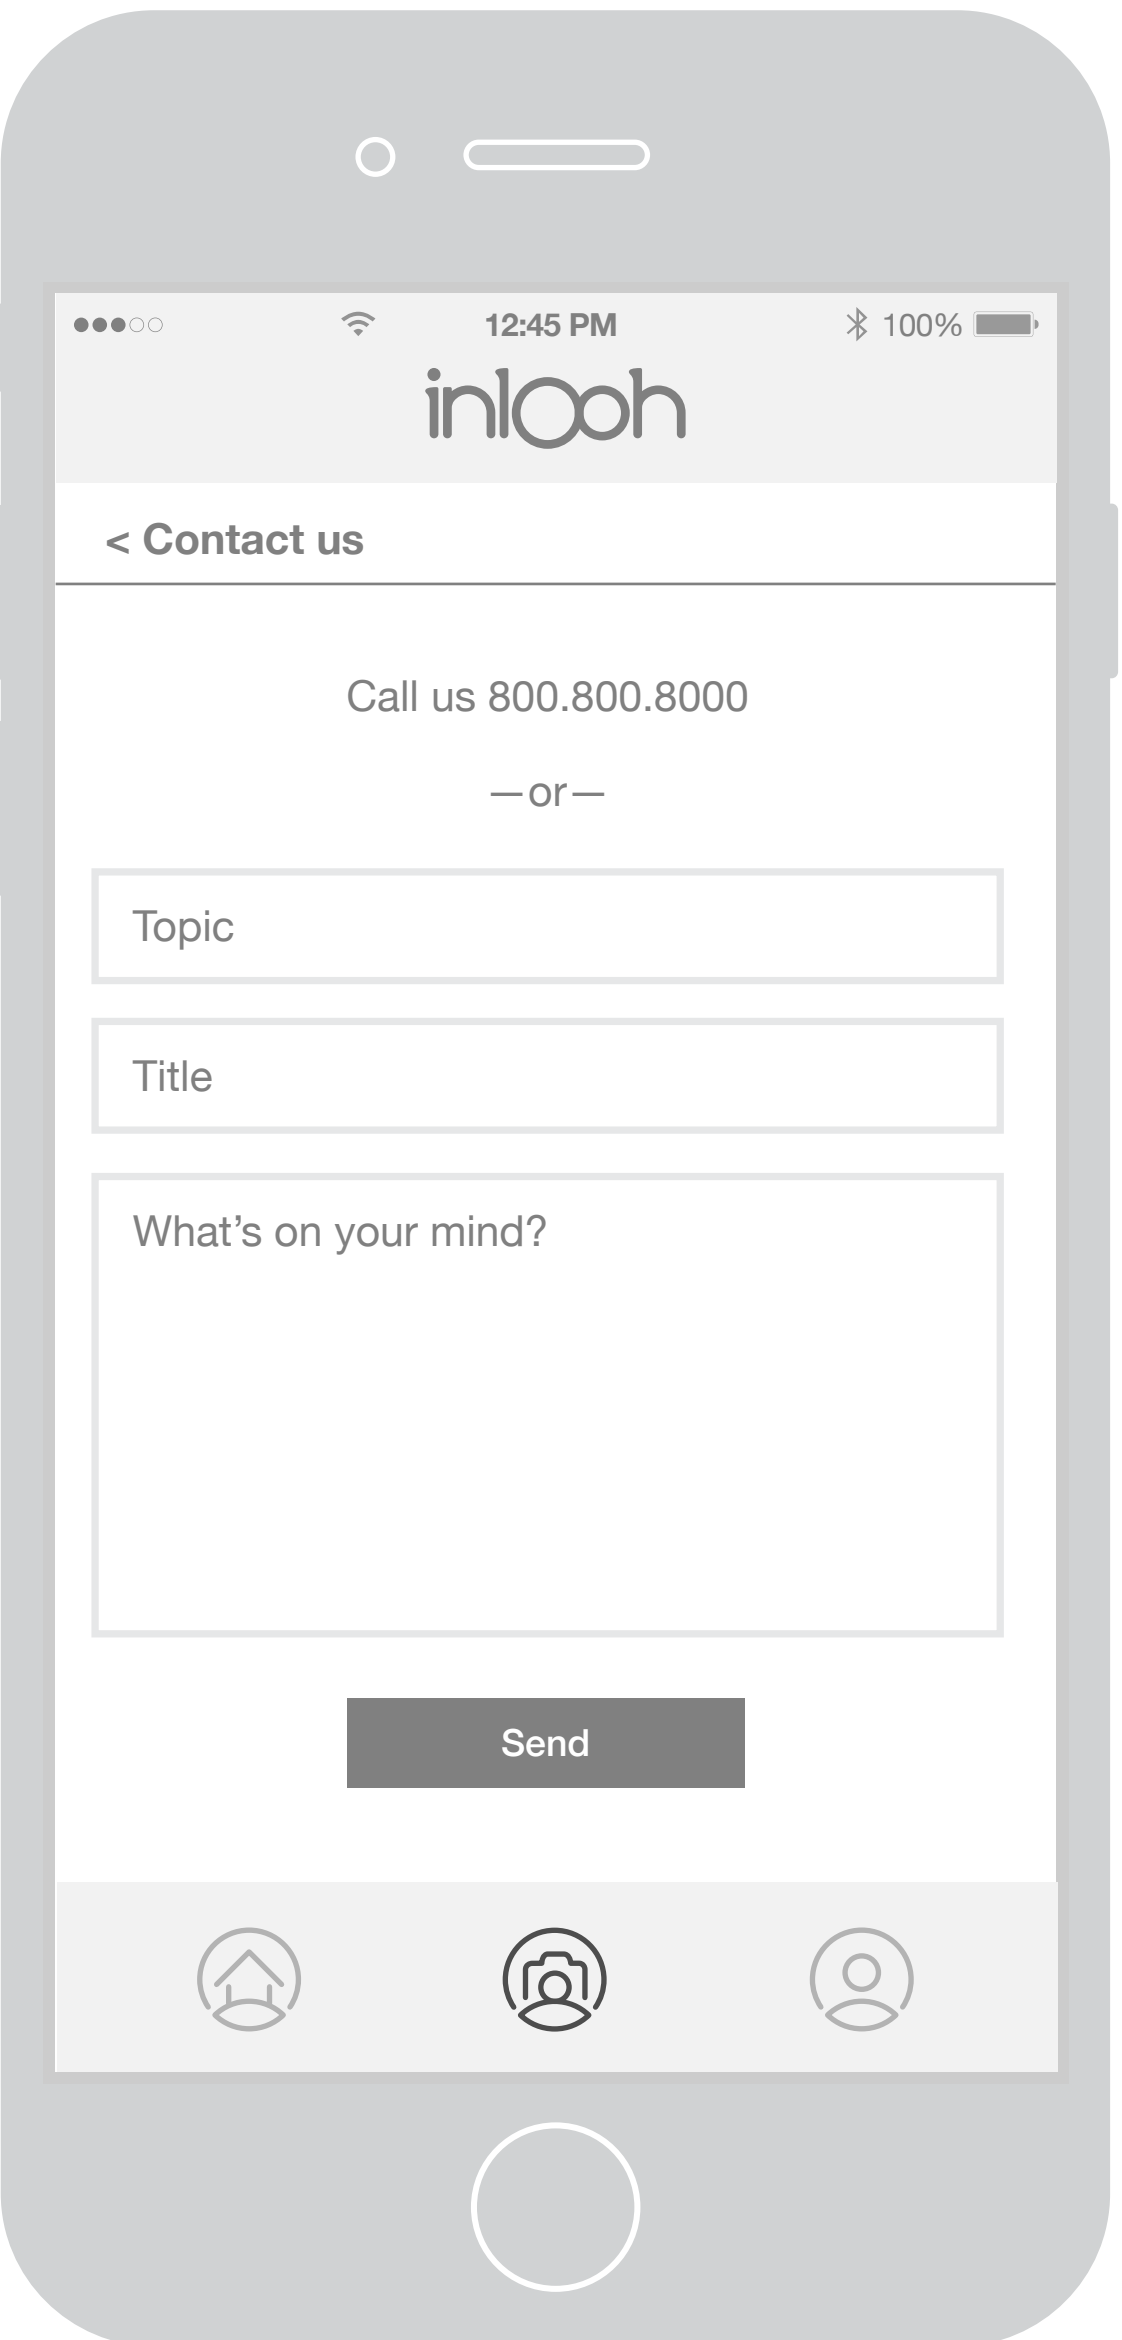 12:45 PM 100%
inlooh
< Contact us
Call us 800.800.8000
—or—
Topic
Title
What’s on your mind?
Send